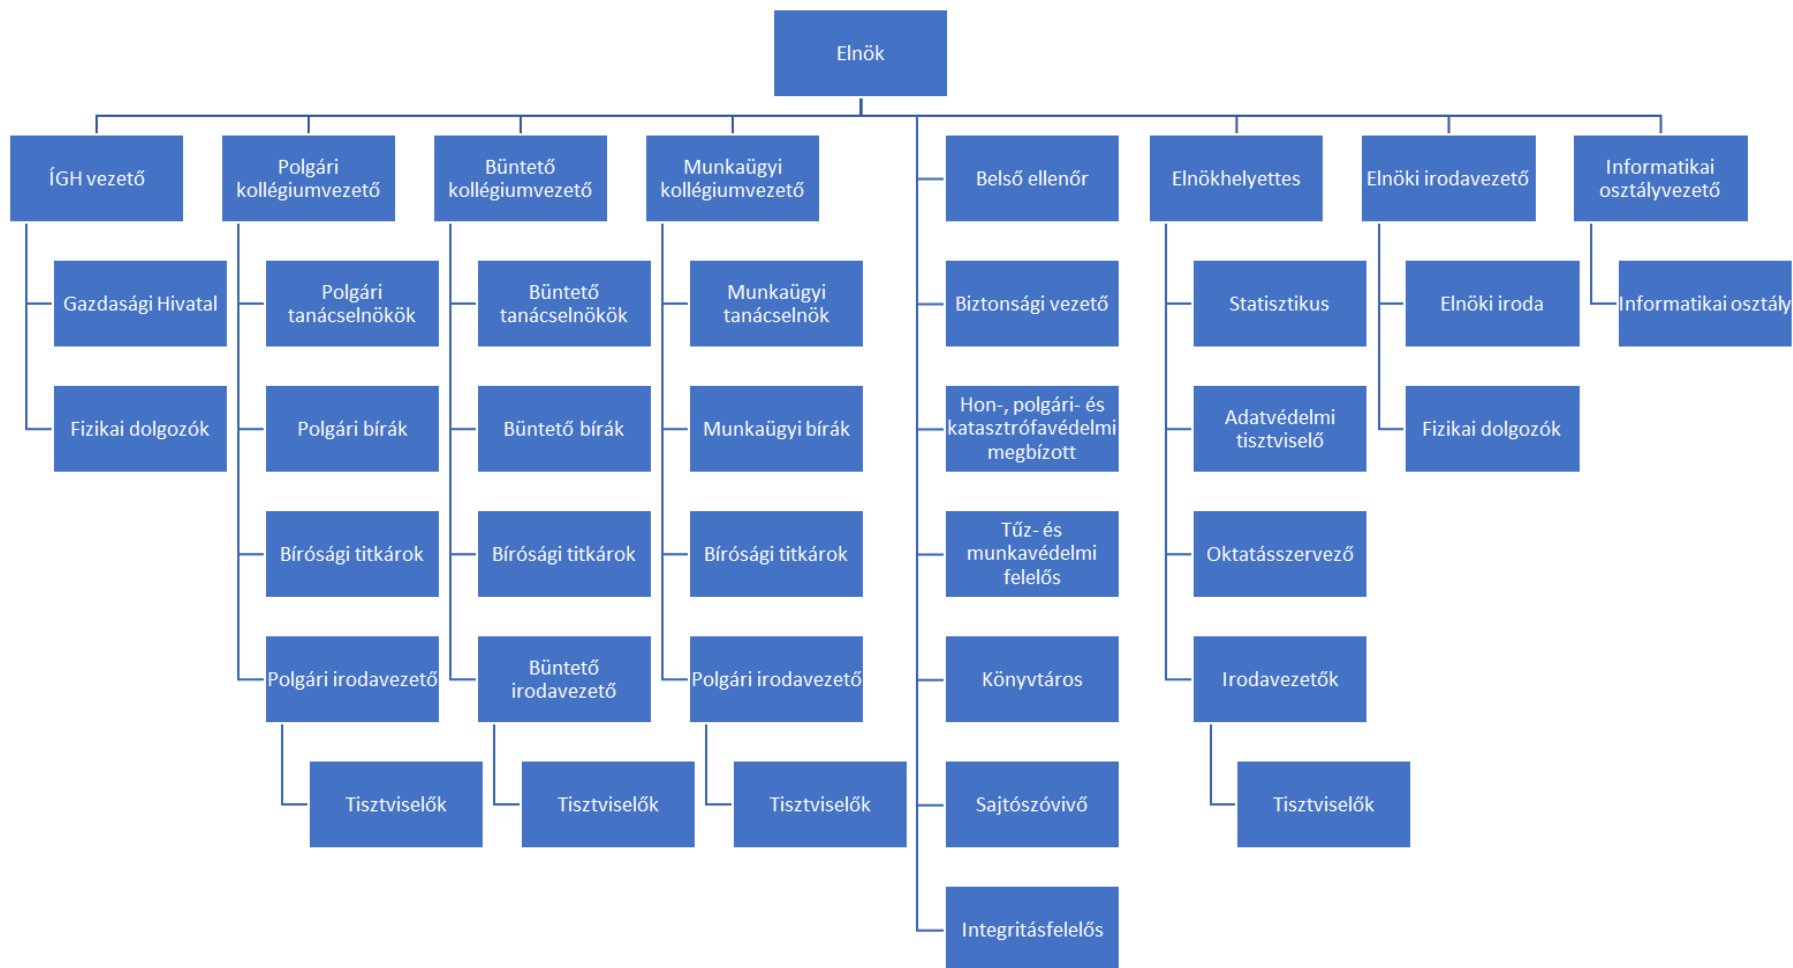 Elnök
ÍGH vezető
Gazdasági Hivatal
Fizikai dolgozók
Polgári
kollégiumvezető
Polgári
tanácselnökök
Polgári bírák
Bírósági titkárok
Polgári irodavezető
Tisztviselők
Büntető
kollégiumvezető
Büntető
tanácselnökök
Büntető bírák
Bírósági titkárok
Büntető
irodavezető
Tisztviselők
Munkaügyi
kollégiumvezető
Munkaügyi
tanácselnök
Munkaügyi bírák
Bírósági titkárok
Polgári irodavezető
Tisztviselők
Belső ellenőr
Biztonsági vezető
Hon-, polgári- és
katasztrófavédelmi
megbízott
Tűz- és
munkavédelmi
felelős
Könyvtáros
Sajtószóvivő
Integritásfelelős
Elnökhelyettes
Statisztikus
Adatvédelmi
tisztviselő
Oktatásszervező
Irodavezetők
Tisztviselők
Elnöki irodavezető
Elnöki iroda
Fizikai dolgozók
Informatikai
osztályvezető
Informatikai osztály